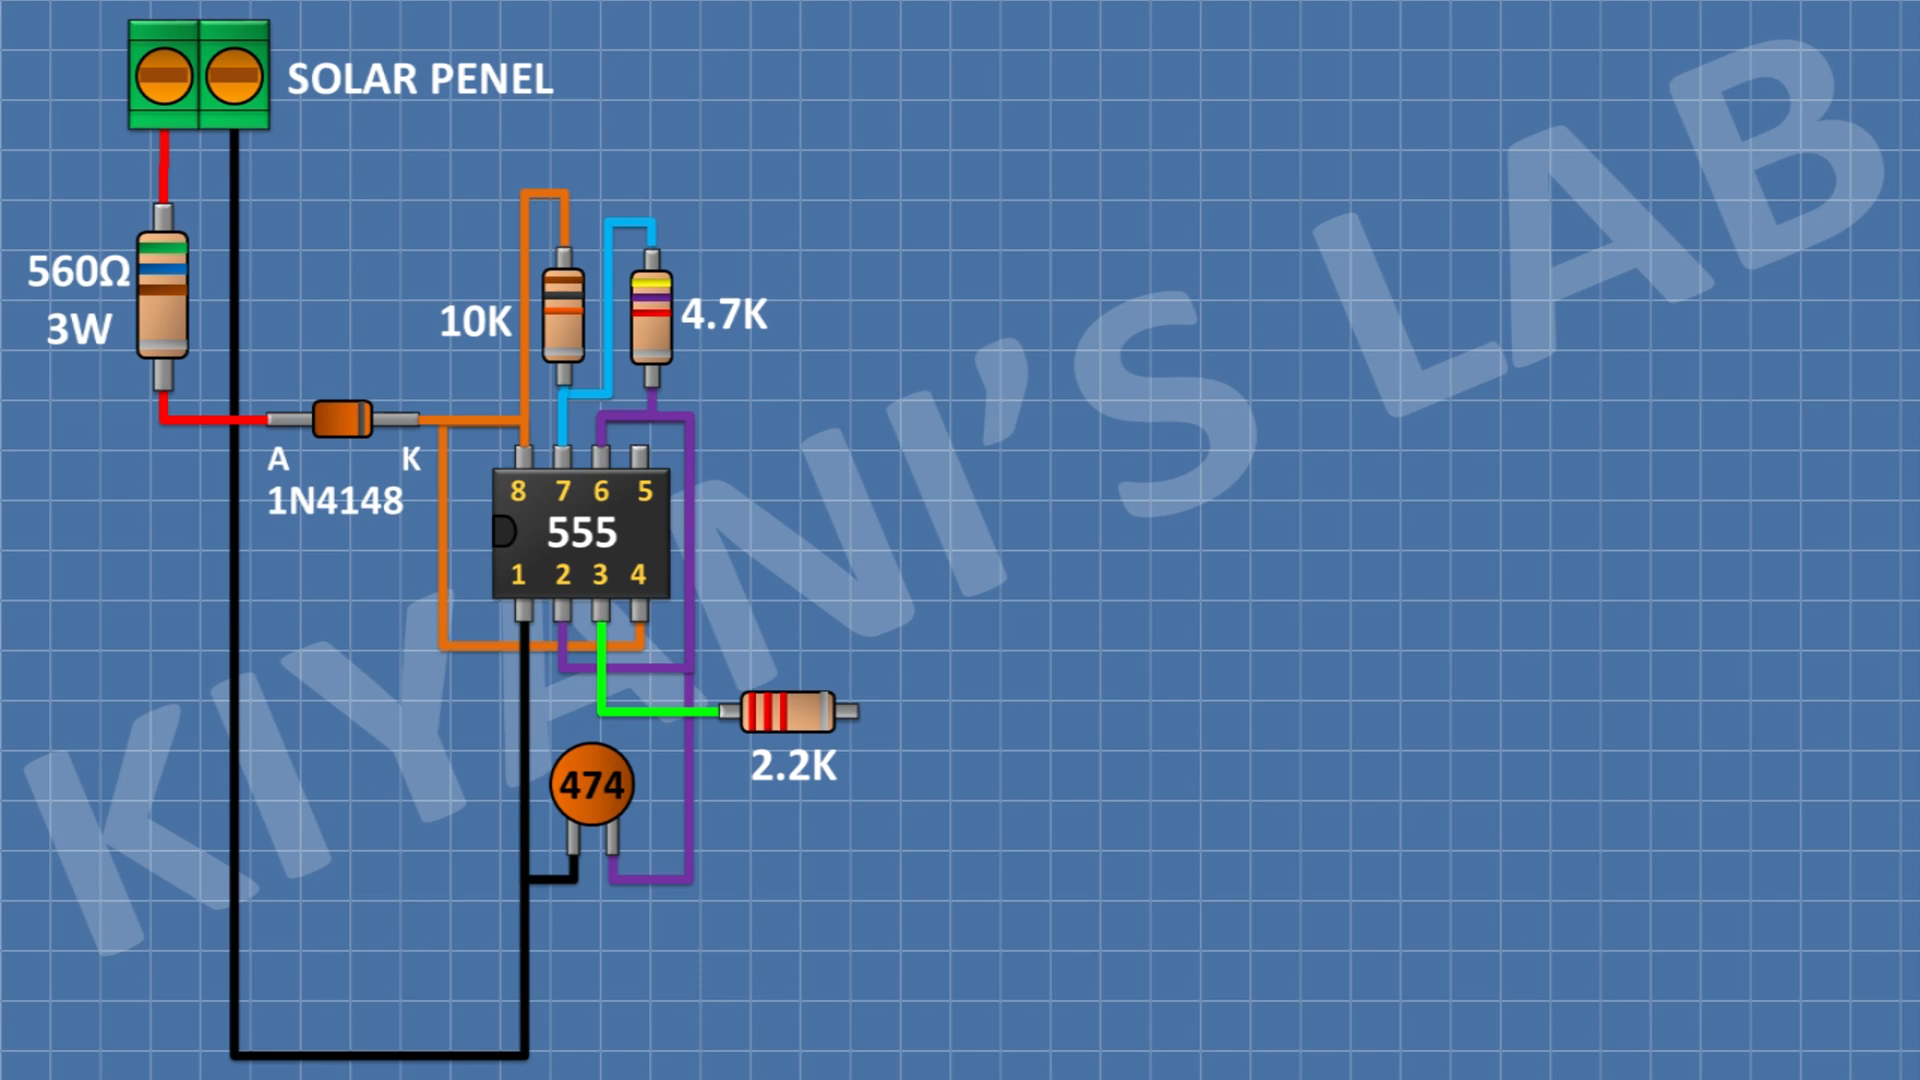 SOLAR PENEL
560Ω
3W
10K
4.7K
A K
1N4148
8 7 6 5
555
1 2 3 4
2.2K
474
KIYANI'S LAB